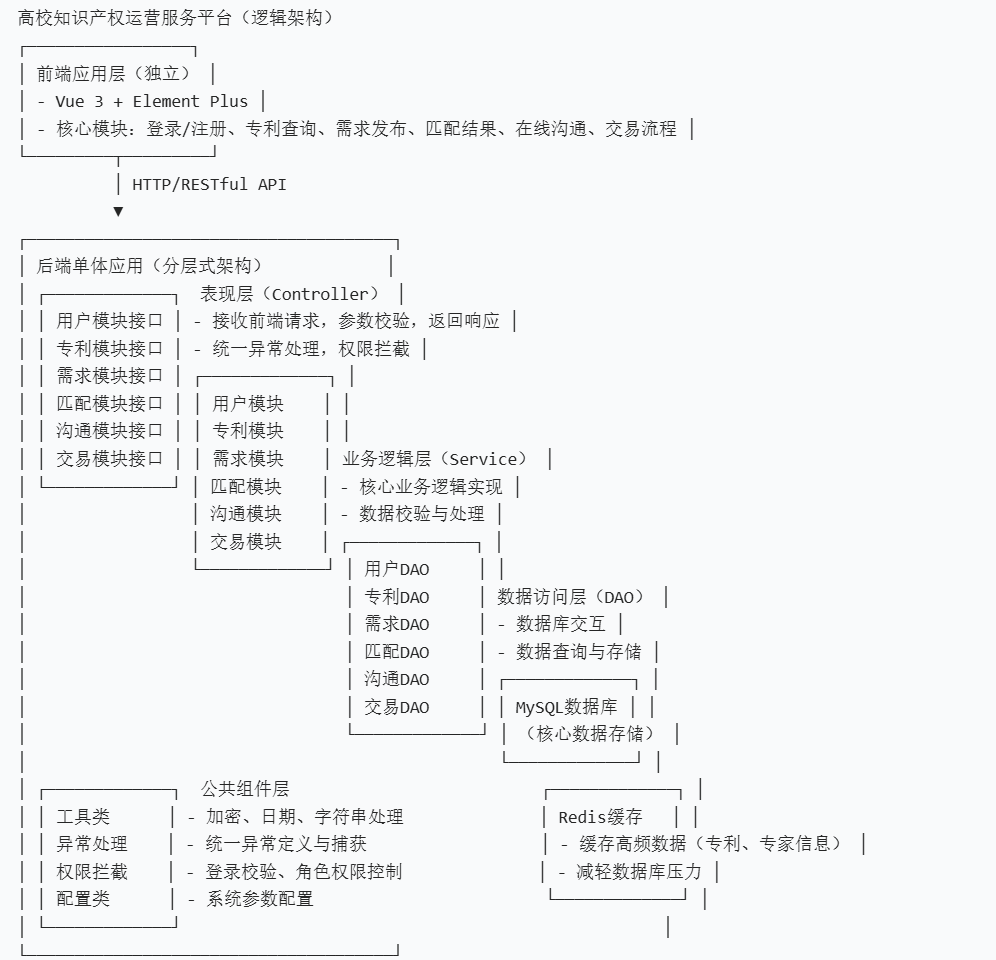 高校知识产权运营服务平台（逻辑架构）
前端应用层（独立）
- Vue 3 + Element Plus
- 核心模块：登录/注册、专利查询、需求发布、匹配结果、在线沟通、交易流程
HTTP/RESTful API
后端单体应用（分层式架构）
表现层（Controller）
用户模块接口 - 接收前端请求，参数校验，返回响应
专利模块接口 - 统一异常处理，权限拦截
需求模块接口
匹配模块接口 用户模块
沟通模块接口 专利模块
交易模块接口 需求模块 业务逻辑层（Service）
匹配模块 - 核心业务逻辑实现
沟通模块 - 数据校验与处理
交易模块
用户DAO
专利DAO 数据访问层（DAO）
需求DAO - 数据库交互
匹配DAO - 数据查询与存储
沟通DAO
交易DAO MySQL数据库
（核心数据存储）
公共组件层
工具类 - 加密、日期、字符串处理 Redis缓存
异常处理 - 统一异常定义与捕获 - 缓存高频数据（专利、专家信息）
权限拦截 - 登录校验、角色权限控制 - 减轻数据库压力
配置类 - 系统参数配置